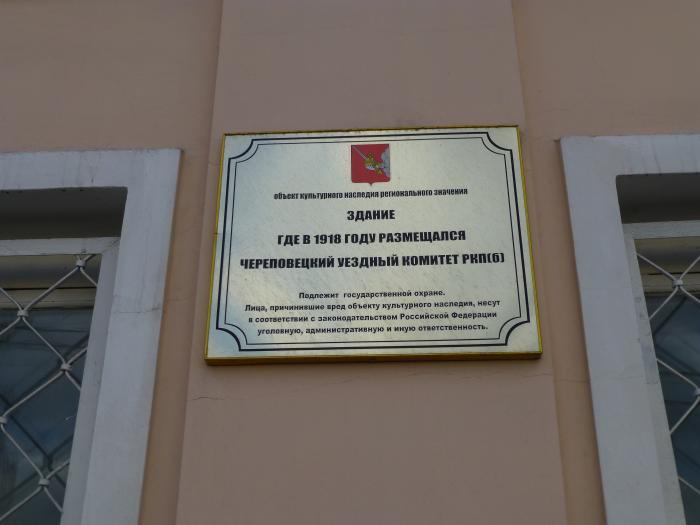 объект культурного наследия регионального значения
ЗДАНИЕ
ГДЕ В 1918 ГОДУ РАЗМЕЩАЛСЯ
ЧЕРЕПОВЕЦКИЙ УЕЗДНЫЙ КОМИТЕТ РКП(б)
Подлежит государственной охране.
Лица, причинившие вред объекту культурного наследия, несут
в соответствии с законодательством Российской Федерации
уголовную, административную и иную ответственность.